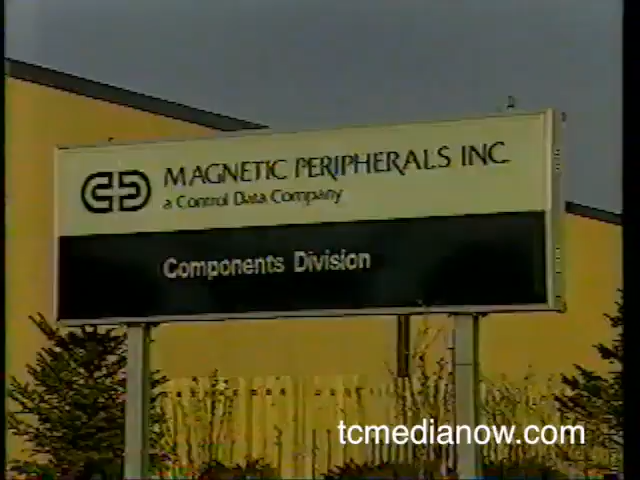 MAGNETIC PERIPHERALS INC.
a Control Data Company
Components Division
tcmedianow.com